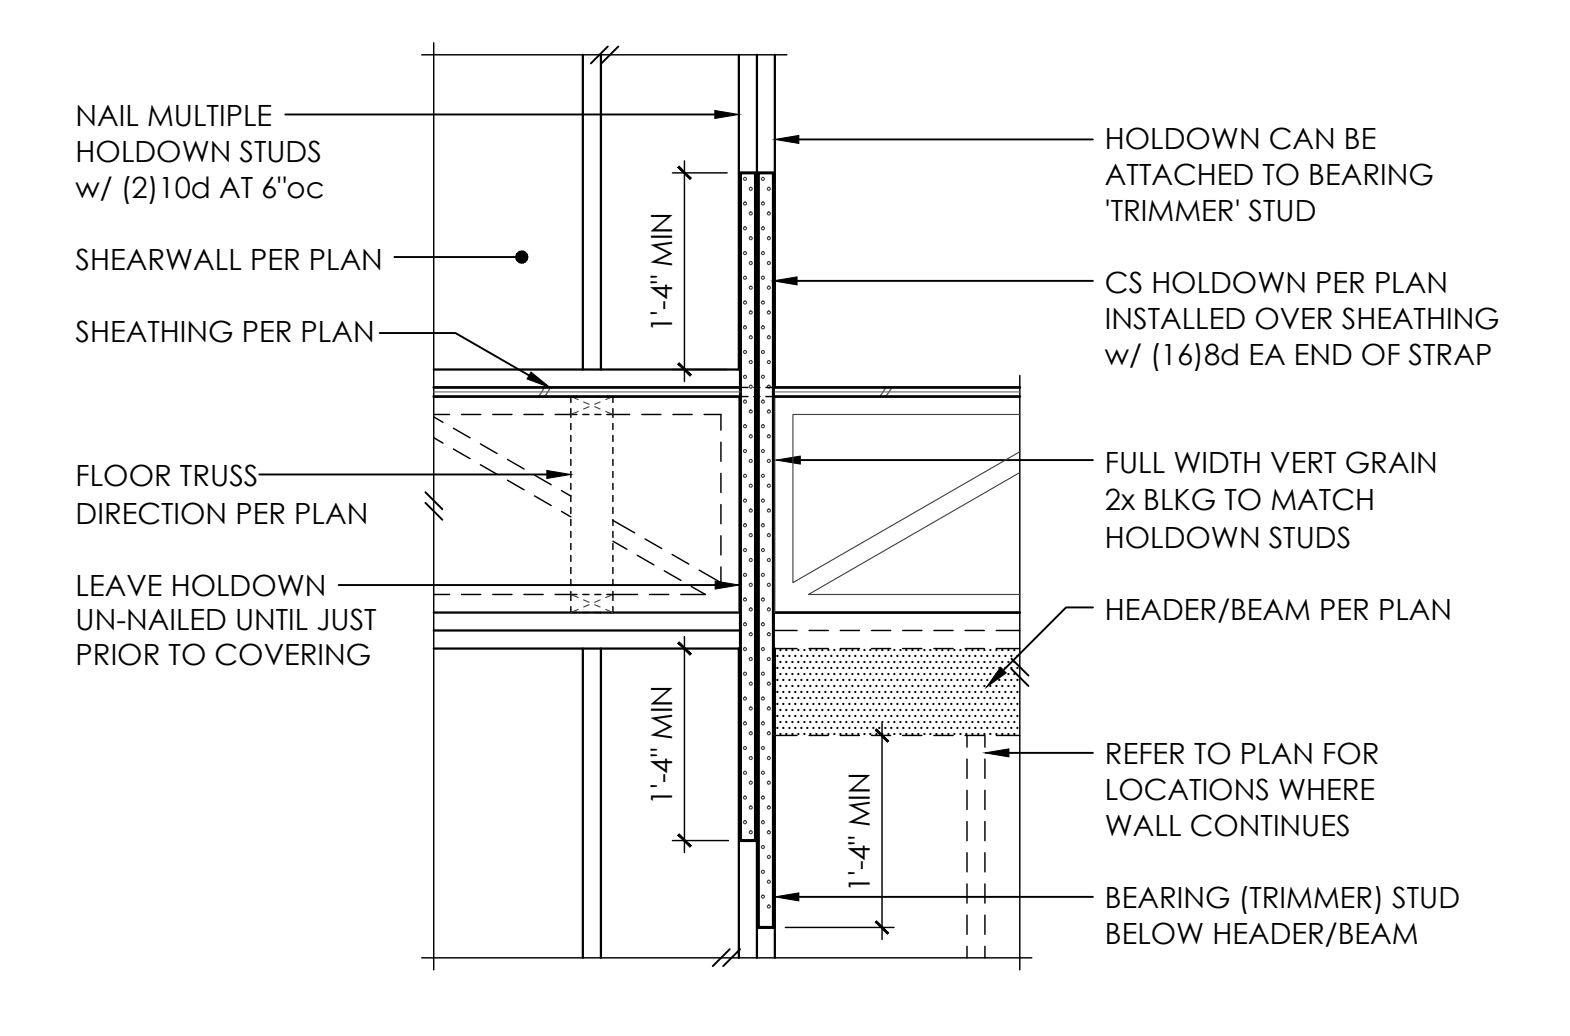 NAIL MULTIPLE
HOLDOWN STUDS
w/ (2)10d AT 6"oc
SHEARWALL PER PLAN
SHEATHING PER PLAN
FLOOR TRUSS
DIRECTION PER PLAN
LEAVE HOLDOWN
UN-NAILED UNTIL JUST
PRIOR TO COVERING
1'-4" MIN
1'-4" MIN
1'-4" MIN
HOLDOWN CAN BE
ATTACHED TO BEARING
'TRIMMER' STUD
CS HOLDOWN PER PLAN
INSTALLED OVER SHEATHING
w/ (16)8d EA END OF STRAP
FULL WIDTH VERT GRAIN
2x BLKG TO MATCH
HOLDOWN STUDS
HEADER/BEAM PER PLAN
REFER TO PLAN FOR
LOCATIONS WHERE
WALL CONTINUES
BEARING (TRIMMER) STUD
BELOW HEADER/BEAM